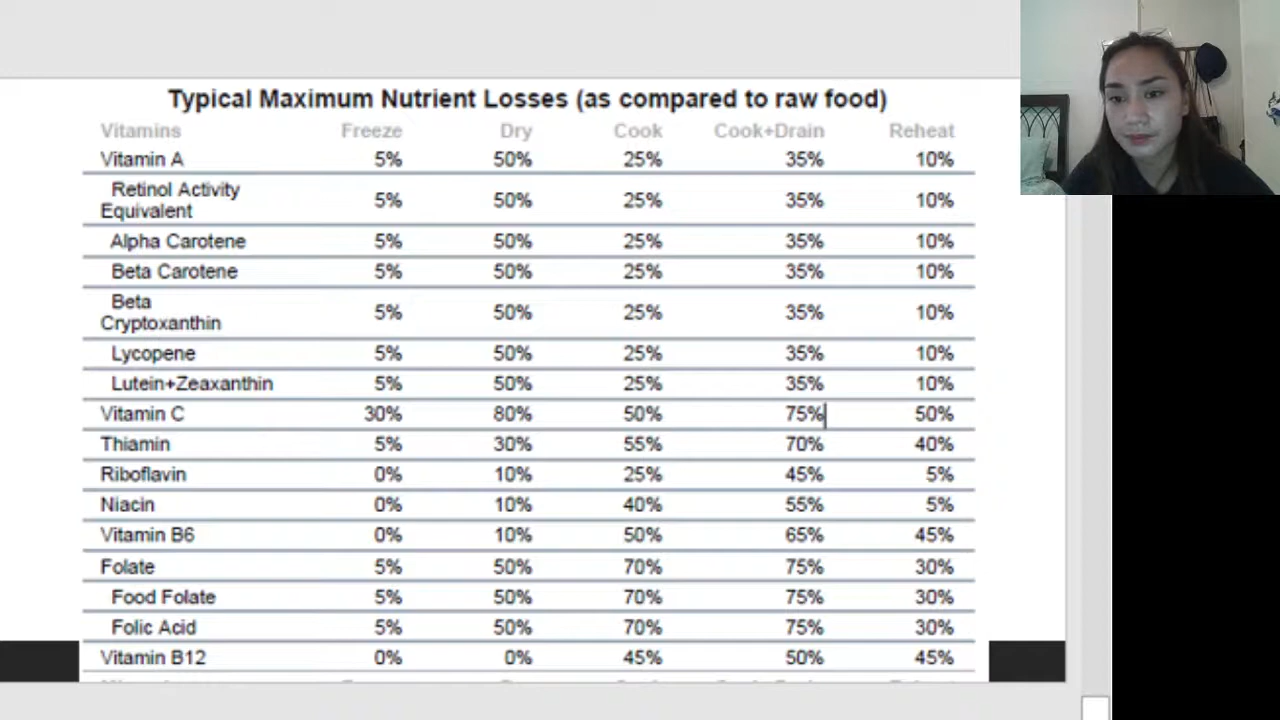 Typical Maximum Nutrient Losses (as compared to raw food)
Vitamins Freeze Dry Cook Cook+Drain Reheat
Vitamin A 5% 50% 25% 35% 10%
Retinol Activity
Equivalent 5% 50% 25% 35% 10%
Alpha Carotene 5% 50% 25% 35% 10%
Beta Carotene 5% 50% 25% 35% 10%
Beta
Cryptoxanthin 5% 50% 25% 35% 10%
Lycopene 5% 50% 25% 35% 10%
Lutein+Zeaxanthin 5% 50% 25% 35% 10%
Vitamin C 30% 80% 50% 75% 50%
Thiamin 5% 30% 55% 70% 40%
Riboflavin 0% 10% 25% 45% 5%
Niacin 0% 10% 40% 55% 5%
Vitamin B6 0% 10% 50% 65% 45%
Folate 5% 50% 70% 75% 30%
Food Folate 5% 50% 70% 75% 30%
Folic Acid 5% 50% 70% 75% 30%
Vitamin B12 0% 0% 45% 50% 45%